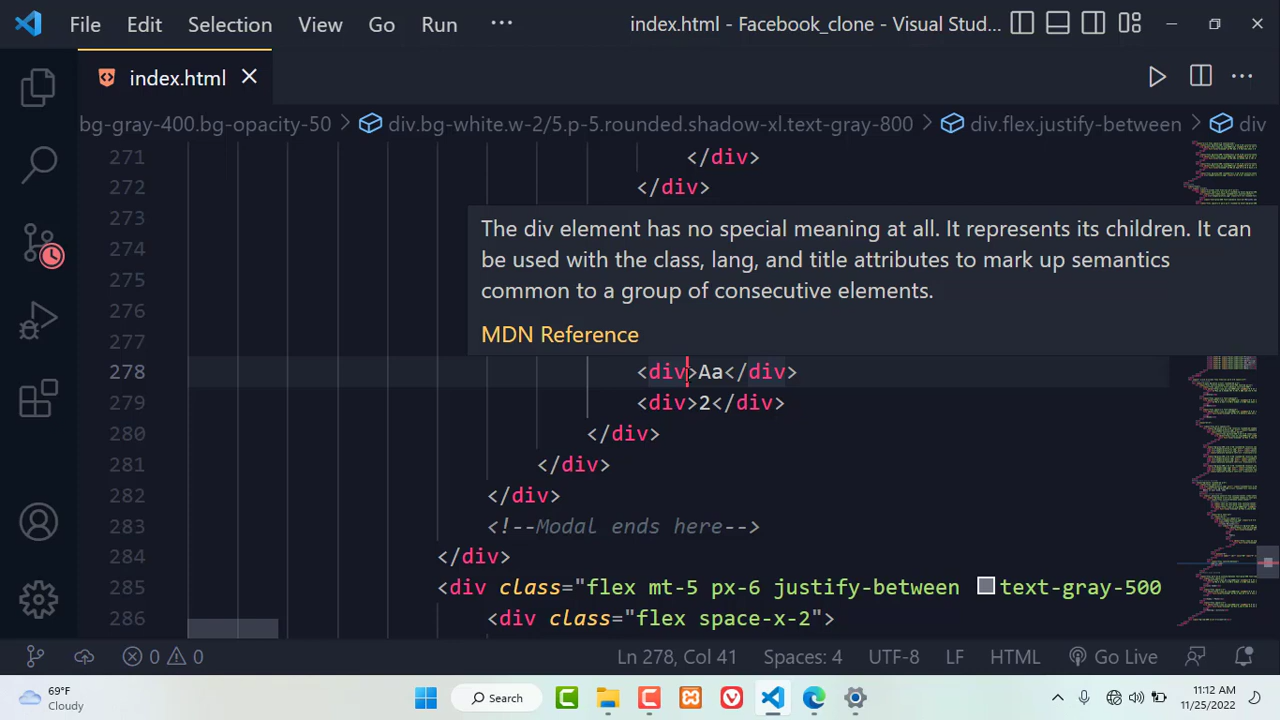 File Edit Selection View Go Run ··· index.html - Facebook_clone - Visual Stud...
index.html
bg-gray-400.bg-opacity-50 > div.bg-white.w-2/5.p-5.rounded.shadow-xl.text-gray-800 > div.flex.justify-between > div
271 </div>
272 </div>
273
The div element has no special meaning at all. It represents its children. It can
274
be used with the class, lang, and title attributes to mark up semantics
275
common to a group of consecutive elements.
276
MDN Reference
277
278 <div>Aa</div>
279 <div>2</div>
280 </div>
281 </div>
282 </div>
283 <!--Modal ends here-->
284 </div>
285 <div class="flex mt-5 px-6 justify-between text-gray-500
286 <div class="flex space-x-2">
0 0 Ln 278, Col 41 Spaces: 4 UTF-8 LF HTML Go Live
69°F
Cloudy
Search
11:12 AM
11/25/2022